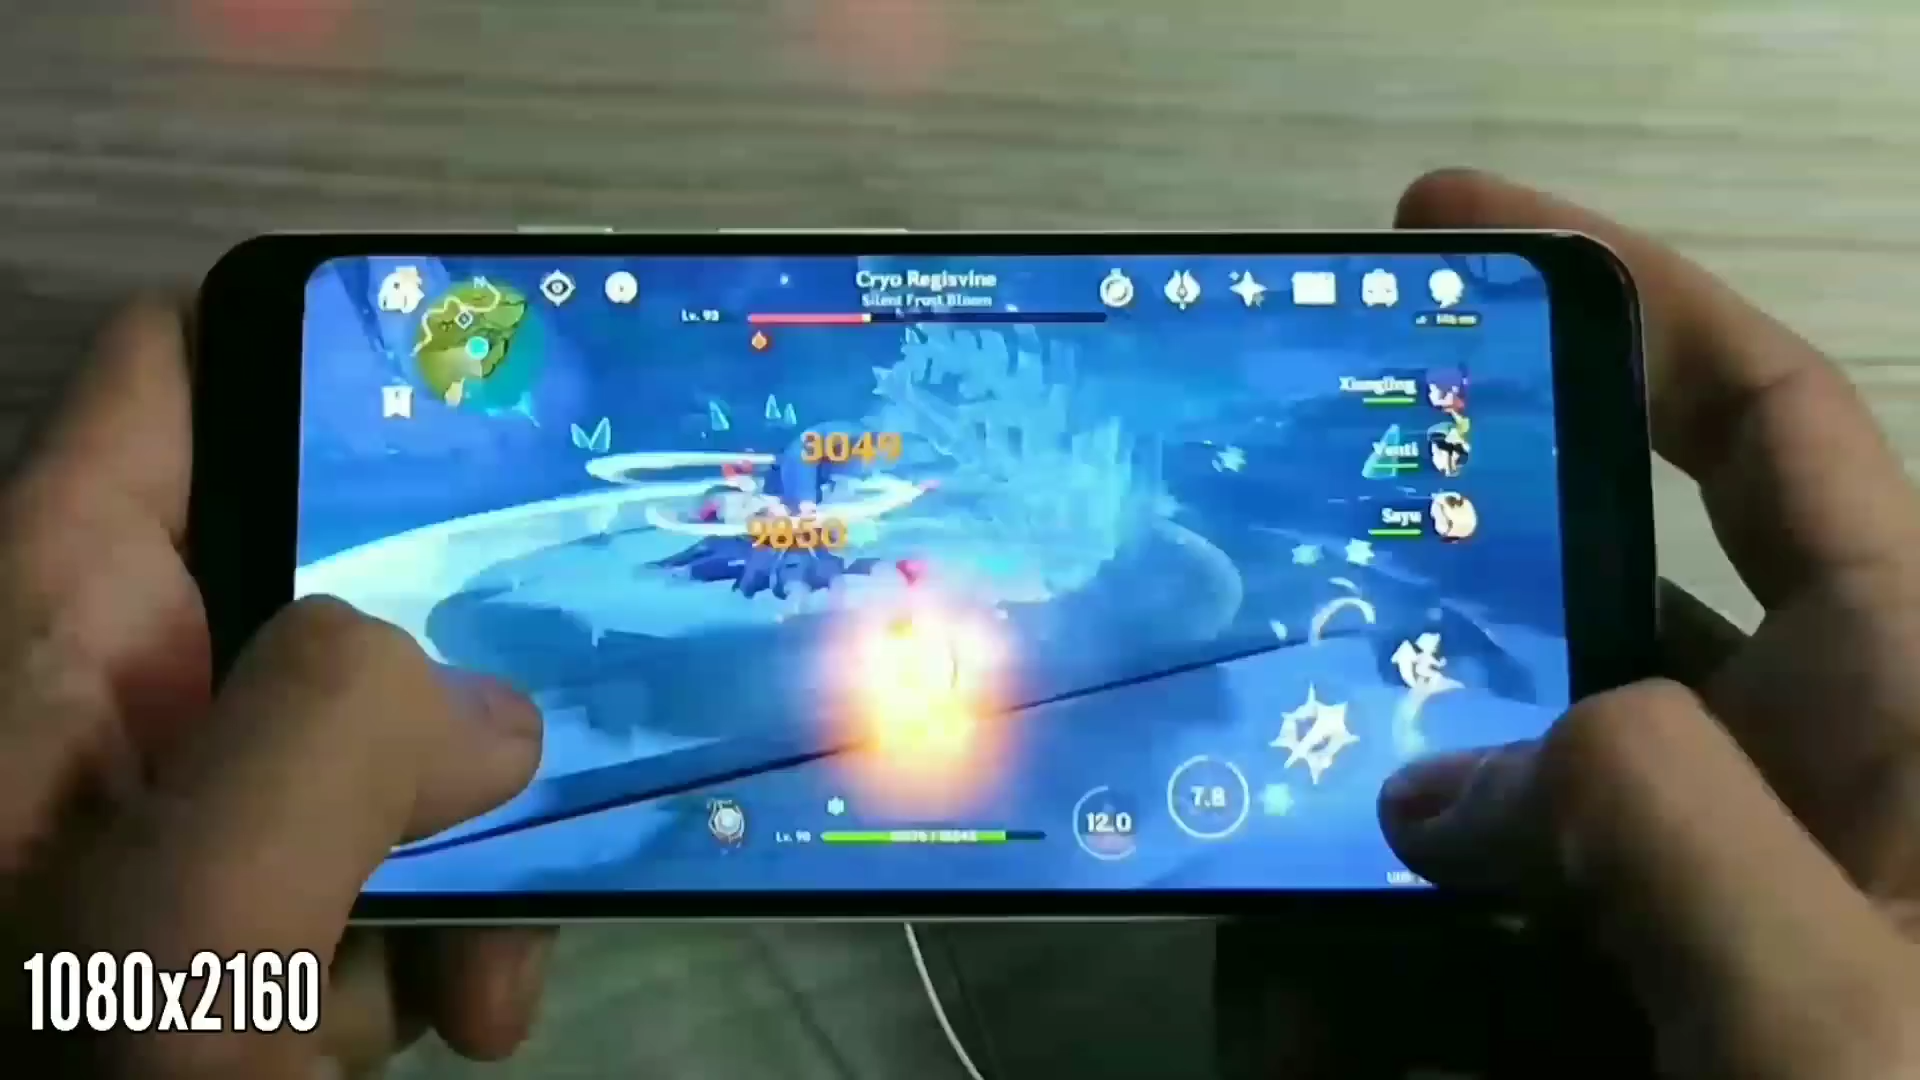 Cryo Regisvine
Silent Frost Bloom
Lv. 93
N
Xiangling
3049
Venti
9850
Sayu
7.8
12.0
Lv. 90
1080x2160